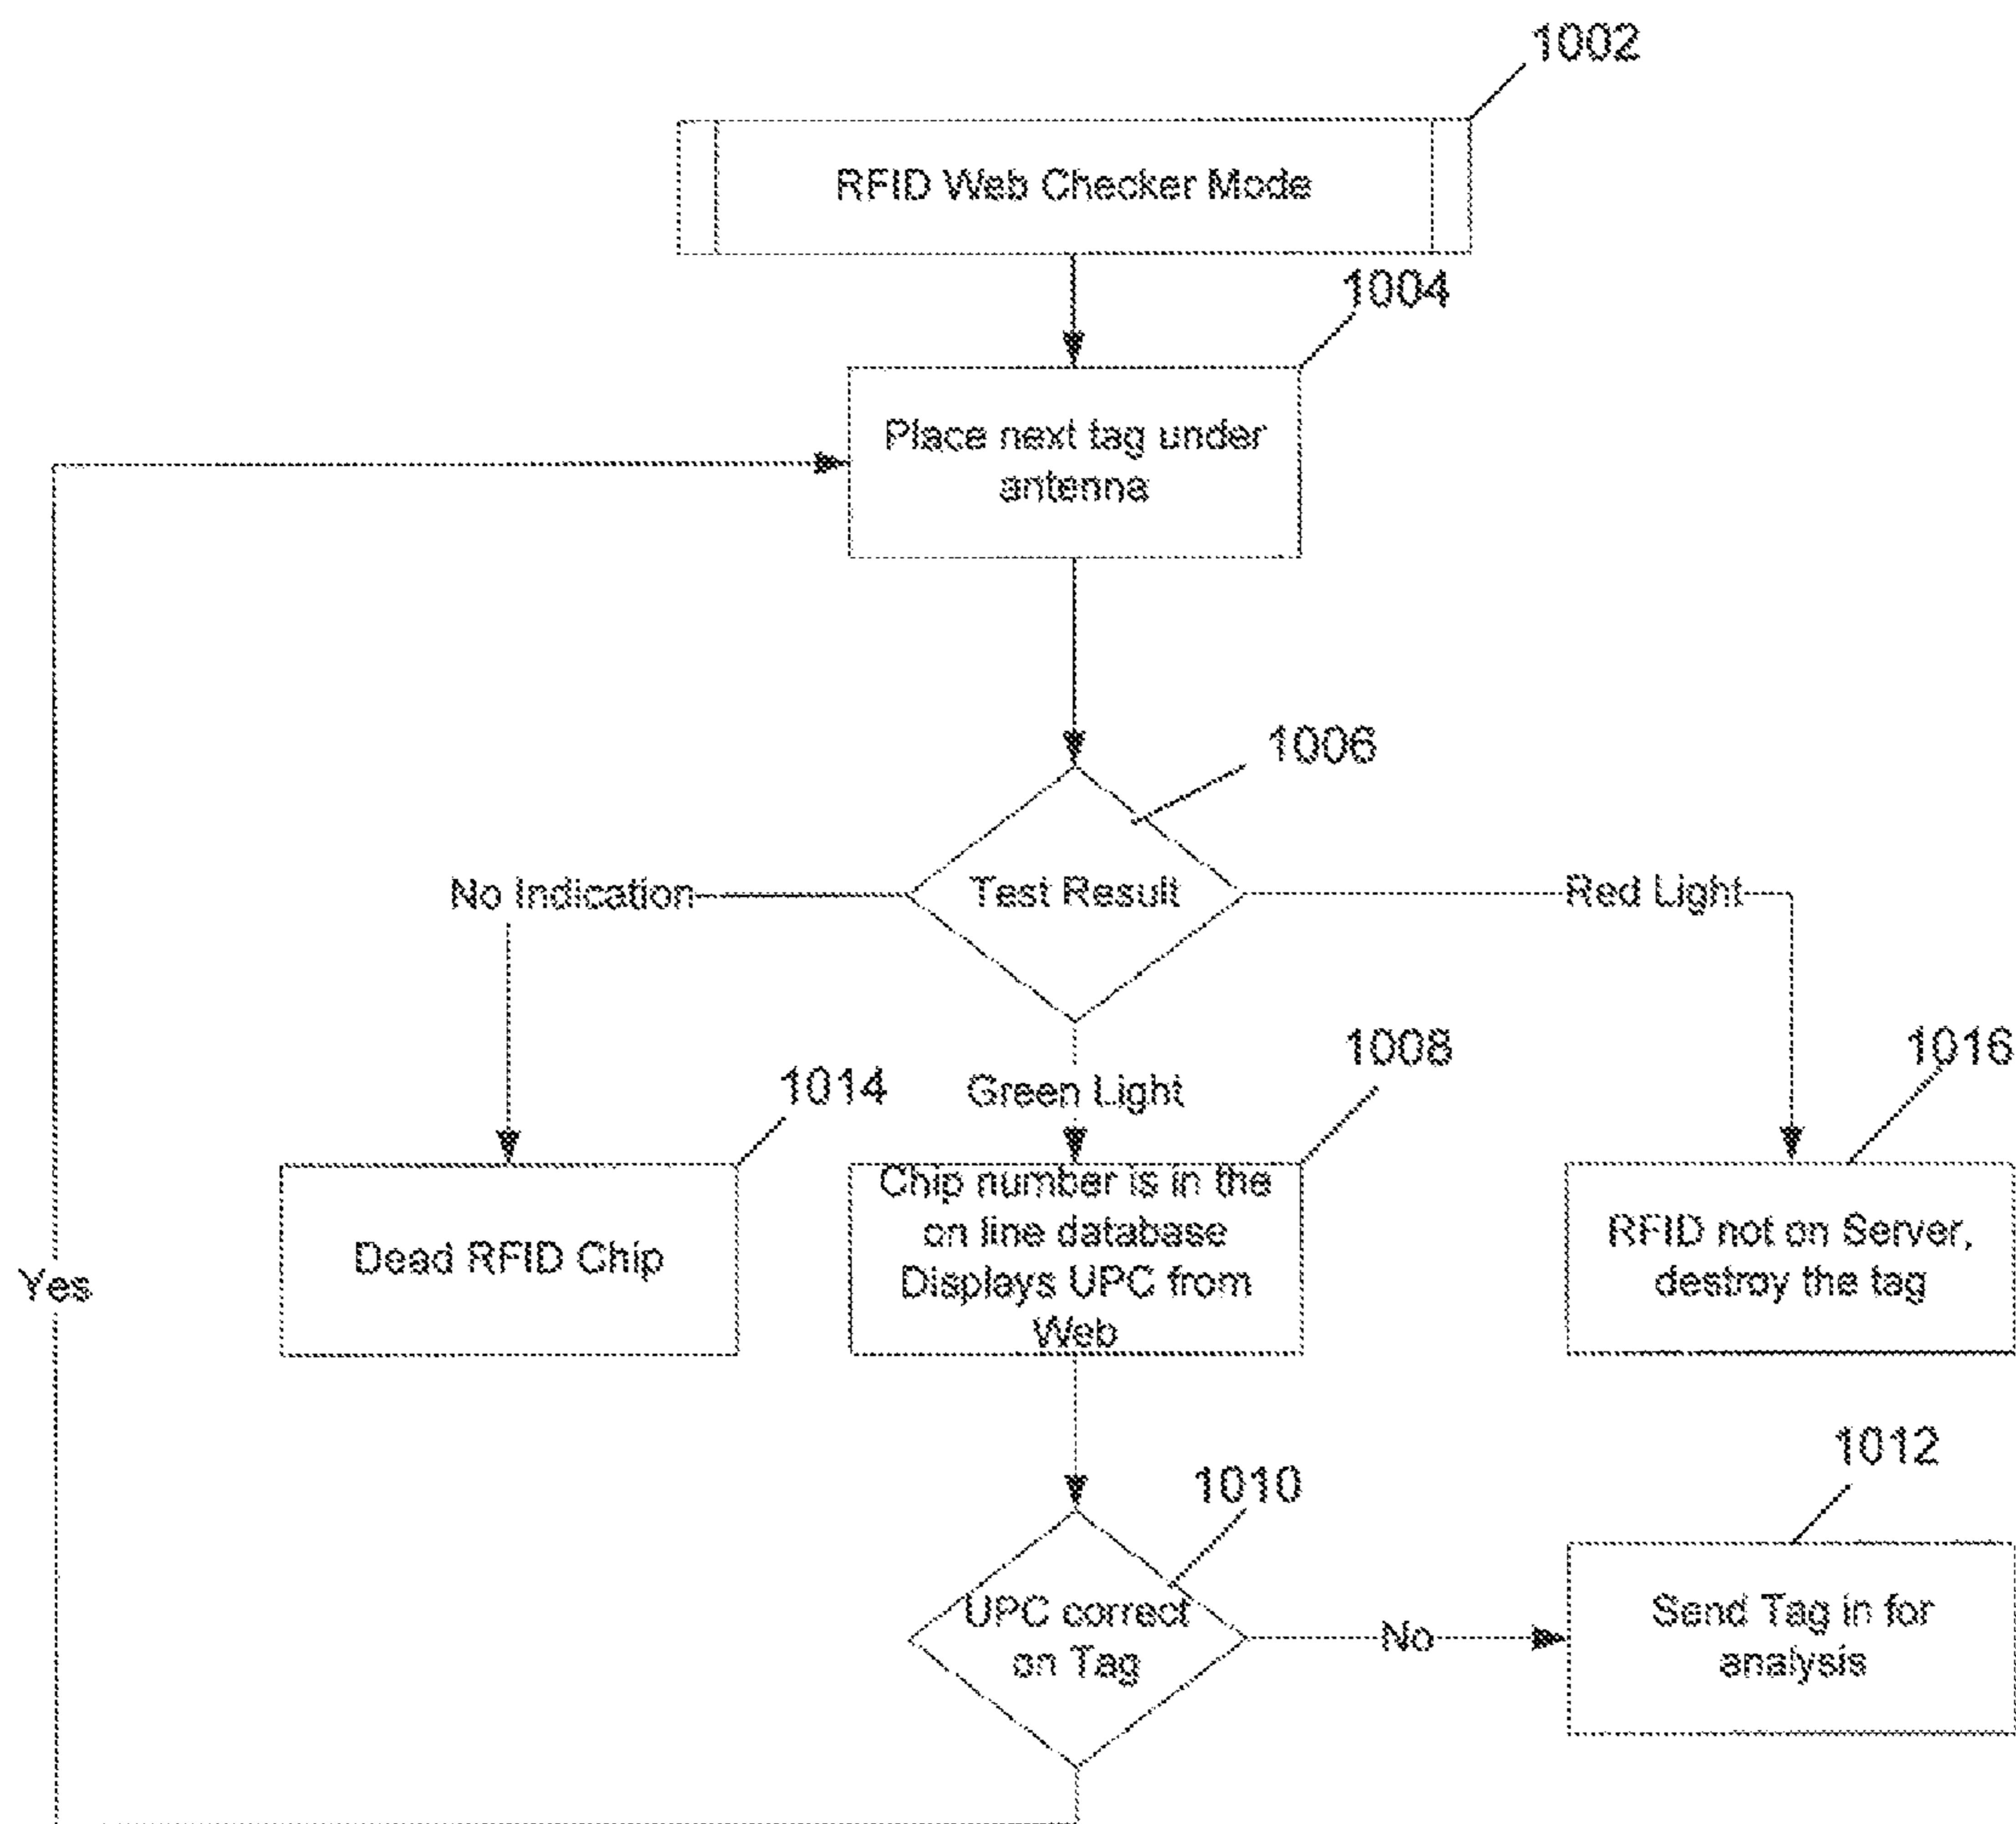 1002
RFID Web Checker Mode
1004
Place next tag under
antenna
1006
Test Result
No Indication
Red Light
Green Light
1014
1008
1016
Dead RFID Chip
Chip number is in the
on line database
Displays UPC from
Web
RFID not on Server,
destroy the tag
Yes
1010
1012
UPC correct
on Tag
No
Send Tag in for
analysis